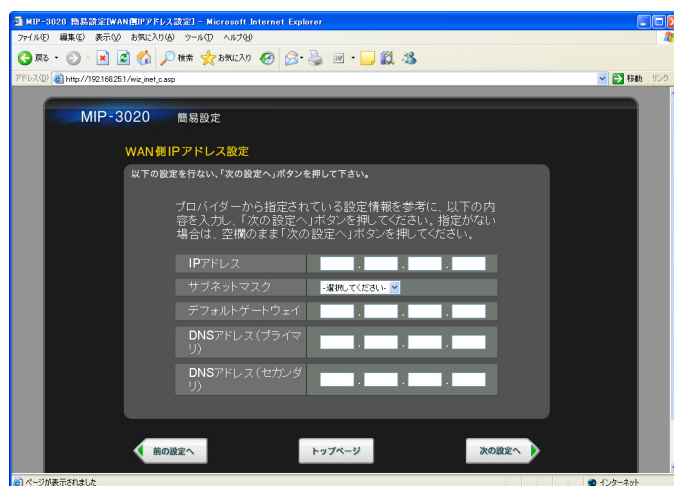 MIP-3020 簡易設定[WAN側IPアドレス設定] - Microsoft Internet Explorer
ファイル(F) 編集(E) 表示(V) お気に入り(A) ツール(T) ヘルプ(H)
戻る 検索 お気に入り
アドレス(D) http://192.168.25.1/wiz_inet_c.asp 移動 リンク
MIP-3020 簡易設定
WAN側IPアドレス設定
以下の設定を行ない、「次の設定へ」ボタンを押して下さい。
プロバイダーから指定されている設定情報を参考に、以下の内
容を入力し、「次の設定へ」ボタンを押してください。指定がない
場合は、空欄のまま「次の設定へ」ボタンを押してください。
IPアドレス . . .
サブネットマスク -選択してください-
デフォルトゲートウェイ . . .
DNSアドレス(プライマ
リ) . . .
DNSアドレス(セカンダ
リ) . . .
前の設定へ トップページ 次の設定へ
ページが表示されました インターネット